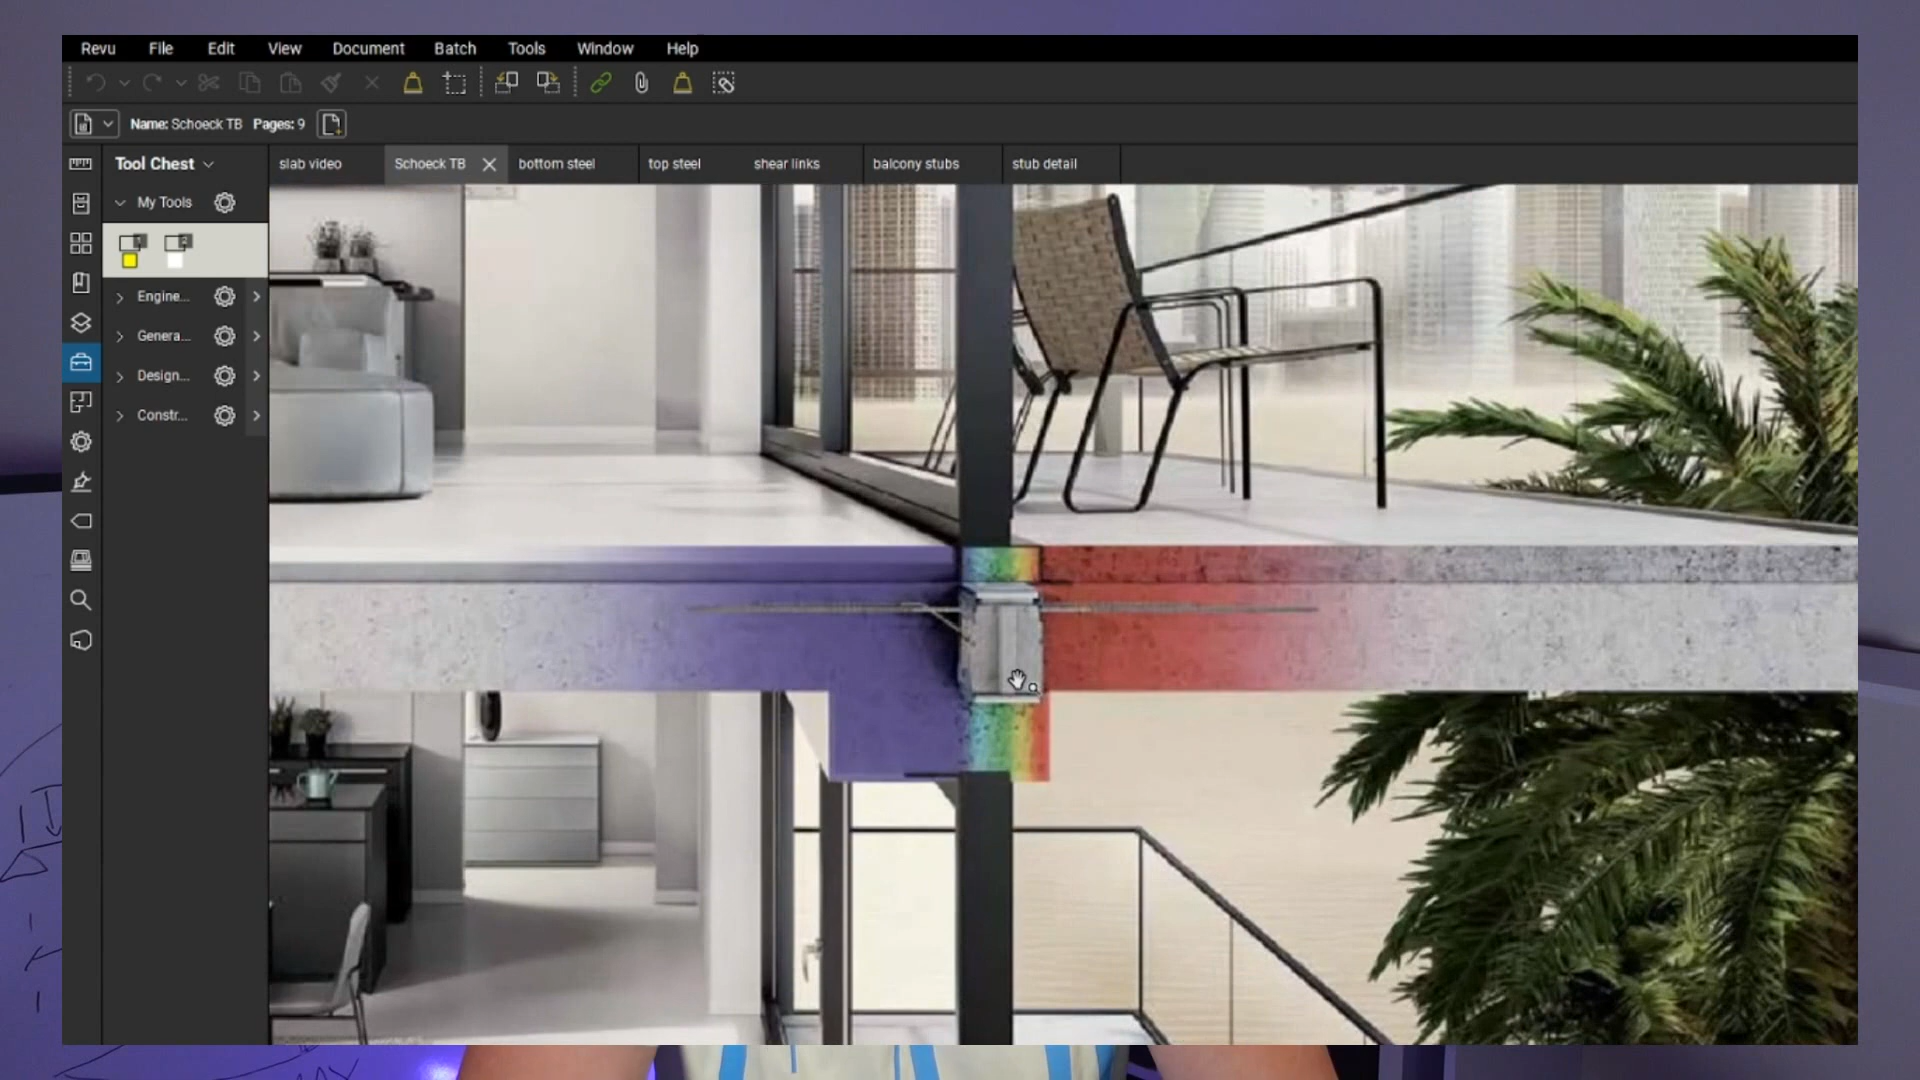 Revu File Edit View Document Batch Tools Window Help
Name: Schoeck TB Pages: 9
Tool Chest
slab video Schoeck TB bottom steel top steel shear links balcony stubs stub detail
My Tools
Engine...
Genera...
Design...
Constr...